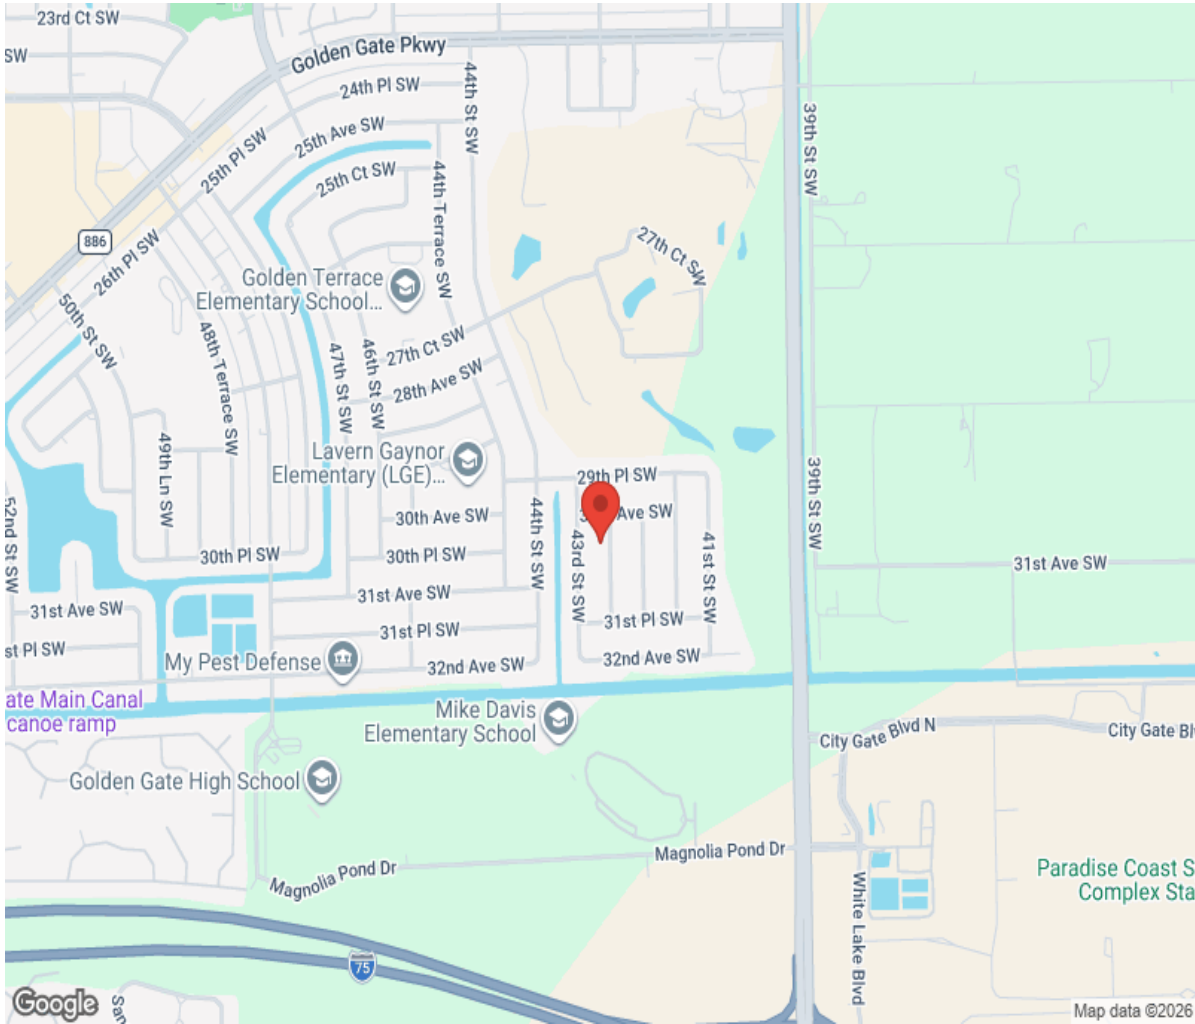 23rd Ct SW
SW
Golden Gate Pkwy
24th Pl SW
44th St SW
39th St SW
25th Ave SW
25th Pl SW
25th Ct SW
44th Terrace SW
886
26th Pl SW
27th Ct SW
Golden Terrace
Elementary School...
50th St SW
48th Terrace SW
47th St SW
46th St SW
27th Ct SW
28th Ave SW
49th Ln SW
Lavern Gaynor
Elementary (LGE)...
29th Pl SW
39th St SW
52nd St SW
30th Ave SW
44th St SW
Ave SW
43rd St SW
41st St SW
30th Pl SW
30th Pl SW
31st Ave SW
31st Ave SW
31st Ave SW
31st Pl SW
31st Pl SW
st Pl SW
My Pest Defense
32nd Ave SW
32nd Ave SW
ate Main Canal
canoe ramp
Mike Davis
Elementary School
City Gate Blvd N
City Gate Bl
Golden Gate High School
Magnolia Pond Dr
Magnolia Pond Dr
White Lake Blvd
Paradise Coast S
Complex Sta
75
San
Google
Map data ©2026